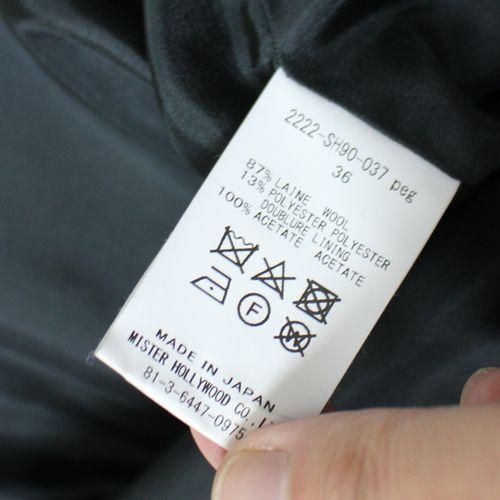 2222-SH90-037 peg
36
87% LAINE WOOL
13% POLYESTER POLYESTER
DOUBLURE LINING
100% ACETATE ACETATE
F
W
MADE IN JAPAN
MISTER HOLLYWOOD CO.,
81-3-6447-0975